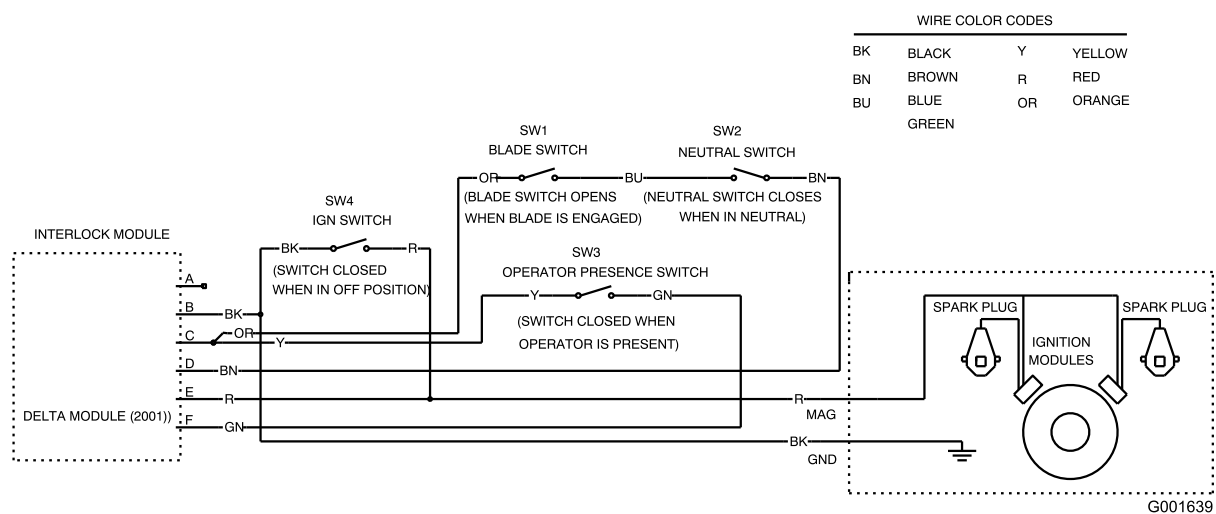 WIRE COLOR CODES
BK BLACK Y YELLOW
BN BROWN R RED
BU BLUE OR ORANGE
GREEN
SW1
BLADE SWITCH
SW2
NEUTRAL SWITCH
OR BU BN
(BLADE SWITCH OPENS
WHEN BLADE IS ENGAGED)
(NEUTRAL SWITCH CLOSES
WHEN IN NEUTRAL)
SW4
IGN SWITCH
BK R
(SWITCH CLOSED
WHEN IN OFF POSITION)
SW3
OPERATOR PRESENCE SWITCH
Y GN
(SWITCH CLOSED WHEN
OPERATOR IS PRESENT)
INTERLOCK MODULE
A
B BK
C OR
Y
D BN
E R
F GN
DELTA MODULE (2001))
R
MAG
BK
GND
SPARK PLUG
SPARK PLUG
IGNITION
MODULES
G001639